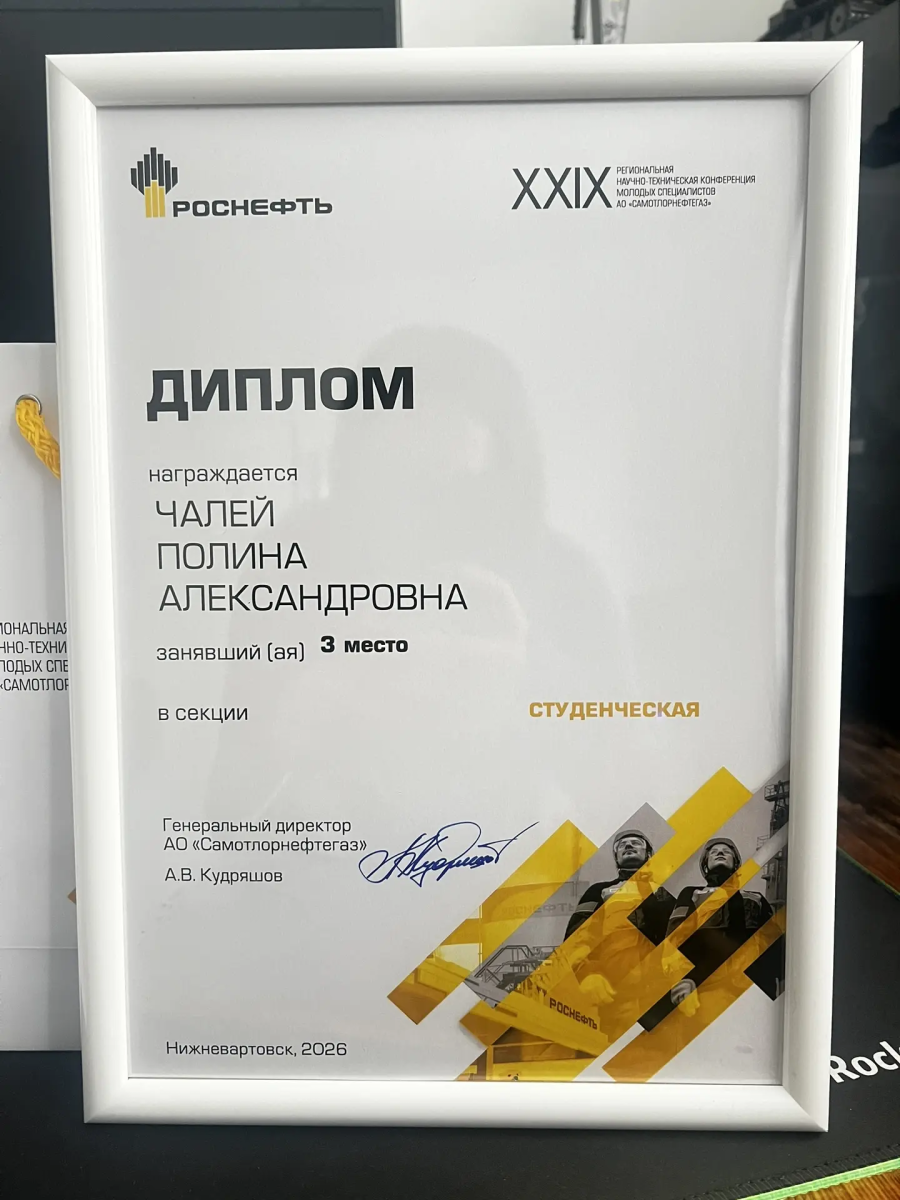 РОСНЕФТЬ
XXIX
РЕГИОНАЛЬНАЯ
НАУЧНО-ТЕХНИЧЕСКАЯ КОНФЕРЕНЦИЯ
МОЛОДЫХ СПЕЦИАЛИСТОВ
АО «САМОТЛОРНЕФТЕГАЗ»
ДИПЛОМ
награждается
ЧАЛЕЙ
ПОЛИНА
АЛЕКСАНДРОВНА
занявший (ая) 3 место
в секции СТУДЕНЧЕСКАЯ
Генеральный директор
АО «Самотлорнефтегаз»
А.В. Кудряшов
РОСНЕФТЬ
Нижневартовск, 2026